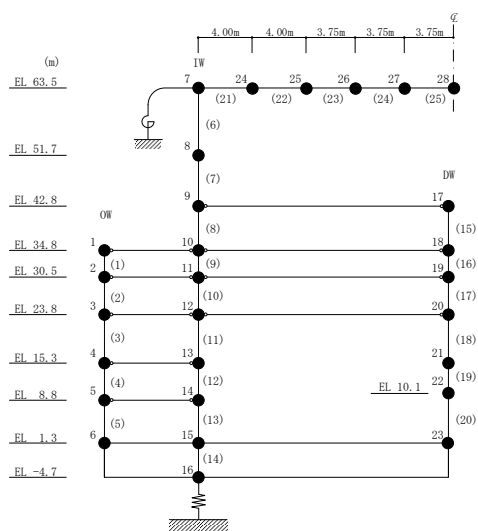 ℄
4.00m 4.00m 3.75m 3.75m 3.75m
(m)
IW
EL 63.5
7 24 25 26 27 28
(21) (22) (23) (24) (25)
(6)
EL 51.7
8
(7)
DW
EL 42.8
9 17
OW
(8) (15)
EL 34.8
1 10 18
(1) (9) (16)
EL 30.5
2 11 19
(2) (10) (17)
EL 23.8
3 12 20
(3) (11) (18)
EL 15.3
4 13 21
(4) (12) (19)
EL 10.1 22
EL 8.8
5 14
(5) (13) (20)
EL 1.3
6 15 23
(14)
EL -4.7
16